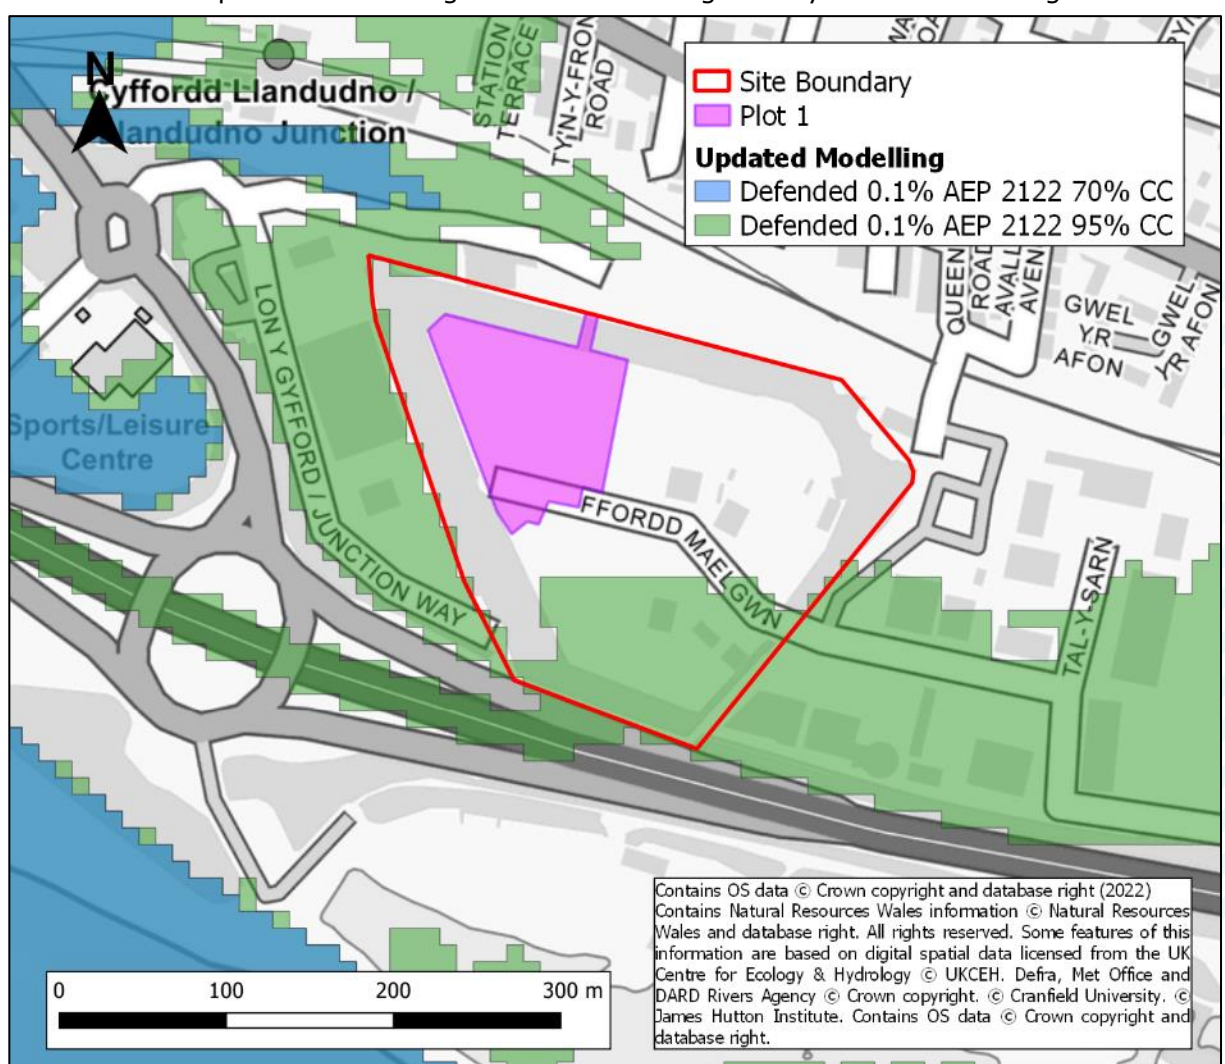 N
Cyffordd Llandudno /
Llandudno Junction
STATION
TERRACE
TY'N-Y-FRON
ROAD
Site Boundary
Plot 1
Updated Modelling
Defended 0.1% AEP 2122 70% CC
Defended 0.1% AEP 2122 95% CC
QUEEN
ROAD
AVALL
AVEN
GWEL
YR
AFON
GWEL
YR AFON
LON Y GYFFORD / JUNCTION WAY
Sports/Leisure
Centre
FFORDD MAELGWN
TAL-Y-SARN
Contains OS data © Crown copyright and database right (2022)
Contains Natural Resources Wales information © Natural Resources
Wales and database right. All rights reserved. Some features of this
information are based on digital spatial data licensed from the UK
Centre for Ecology & Hydrology © UKCEH. Defra, Met Office and
DARD Rivers Agency © Crown copyright. © Cranfield University. ©
James Hutton Institute. Contains OS data © Crown copyright and
database right.
0 100 200 300 m